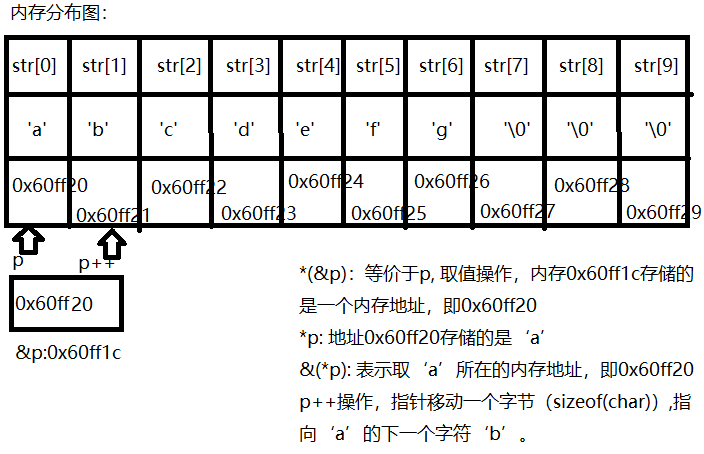 内存分布图：
str[0] str[1] str[2] str[3] str[4] str[5] str[6] str[7] str[8] str[9]
'a' 'b' 'c' 'd' 'e' 'f' 'g' '\0' '\0' '\0'
0x60ff20 0x60ff21 0x60ff22 0x60ff23 0x60ff24 0x60ff25 0x60ff26 0x60ff27 0x60ff28 0x60ff29
p p++
0x60ff20
&p:0x60ff1c
*(&p)：等价于p, 取值操作，内存0x60ff1c存储的
是一个内存地址，即0x60ff20
*p: 地址0x60ff20存储的是‘a’
&(*p): 表示取‘a’所在的内存地址，即0x60ff20
p++操作，指针移动一个字节（sizeof(char)）,指
向‘a’的下一个字符‘b’。